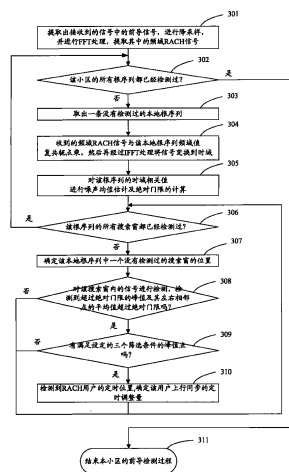 301
提取出接收到的信号中的前导信号，进行降采样，
并进行FFT处理，提取其中的频域RACH信号
302
该小区的所有根序列都已经检测过？
是
否
303
取出一条没有检测过的本地根序列
304
收到的频域RACH信号与该本地序列频域值
复共轭点乘，然后再经过IFFT处理将信号变换到时域
305
对该根序列的时域相关值
进行噪声均值估计及绝对门限的计算
306
该根序列的所有搜索窗都已经检测过？
是
否
307
确定该本地根序列中一个没有检测过的搜索窗的位置
308
对该搜索窗内的信号进行检测，检
测到超过绝对门限的峰值及其左右相邻
点的平均值超过绝对门限吗？
否
是
309
有满足设定的三个筛选条件的峰值点
吗？
否
是
310
检测到RACH用户的定时位置，确定该用户上行同步的定
时调整量
311
结束本小区的前导检测过程